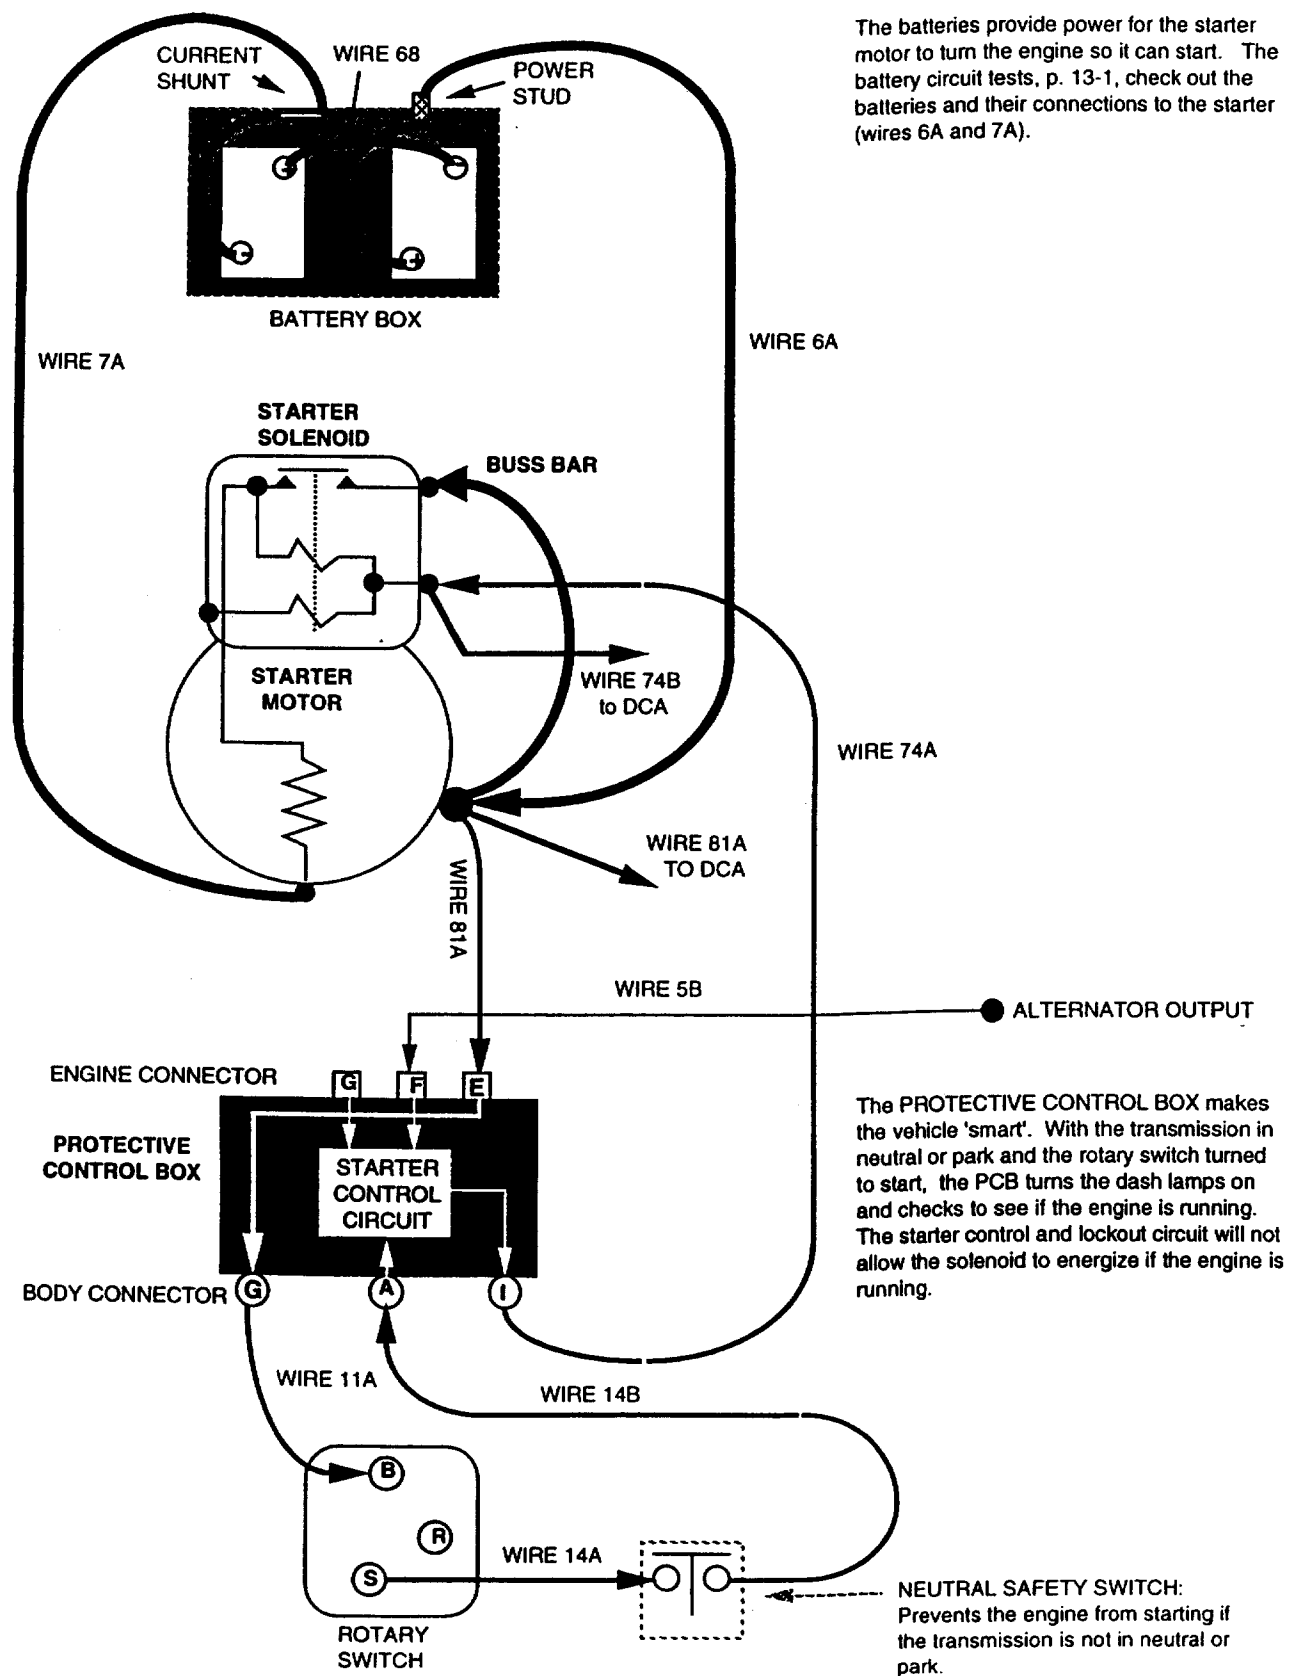 The batteries provide power for the starter
motor to turn the engine so it can start. The
battery circuit tests, p. 13-1, check out the
batteries and their connections to the starter
(wires 6A and 7A).
CURRENT
SHUNT
WIRE 68
POWER
STUD
+
-
-
+
BATTERY BOX
WIRE 7A
WIRE 6A
STARTER
SOLENOID
BUSS BAR
WIRE 74B
to DCA
STARTER
MOTOR
WIRE 74A
WIRE 81A
TO DCA
WIRE 81A
WIRE 5B
ALTERNATOR OUTPUT
ENGINE CONNECTOR
G
F
E
PROTECTIVE
CONTROL BOX
STARTER
CONTROL
CIRCUIT
The PROTECTIVE CONTROL BOX makes
the vehicle 'smart'. With the transmission in
neutral or park and the rotary switch turned
to start, the PCB turns the dash lamps on
and checks to see if the engine is running.
The starter control and lockout circuit will not
allow the solenoid to energize if the engine is
running.
BODY CONNECTOR
G
A
I
WIRE 11A
WIRE 14B
B
R
S
WIRE 14A
ROTARY
SWITCH
NEUTRAL SAFETY SWITCH:
Prevents the engine from starting if
the transmission is not in neutral or
park.